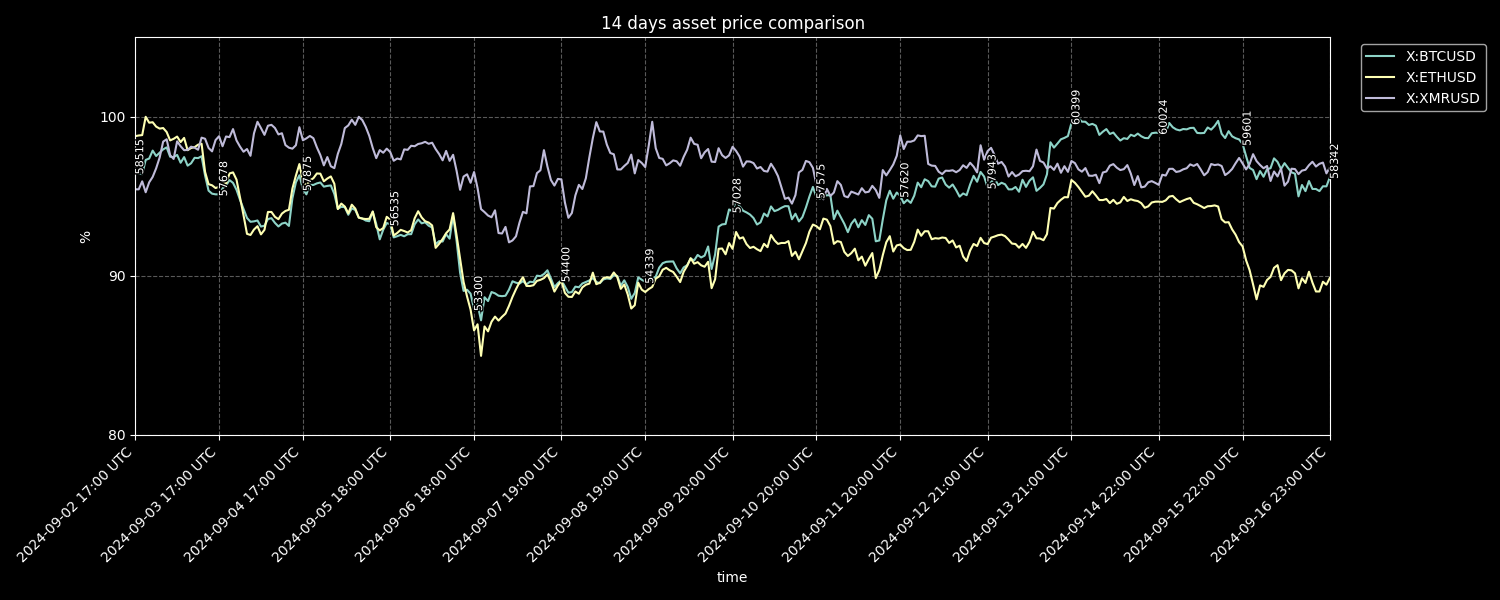 14 days asset price comparison
X:BTCUSD
X:ETHUSD
X:XMRUSD
100
90
80
%
58515
57678
57875
56535
53300
54400
54339
57028
57575
57620
57943
60399
60024
59601
58342
2024-09-02 17:00 UTC
2024-09-03 17:00 UTC
2024-09-04 17:00 UTC
2024-09-05 18:00 UTC
2024-09-06 18:00 UTC
2024-09-07 19:00 UTC
2024-09-08 19:00 UTC
2024-09-09 20:00 UTC
2024-09-10 20:00 UTC
2024-09-11 20:00 UTC
2024-09-12 21:00 UTC
2024-09-13 21:00 UTC
2024-09-14 22:00 UTC
2024-09-15 22:00 UTC
2024-09-16 23:00 UTC
time